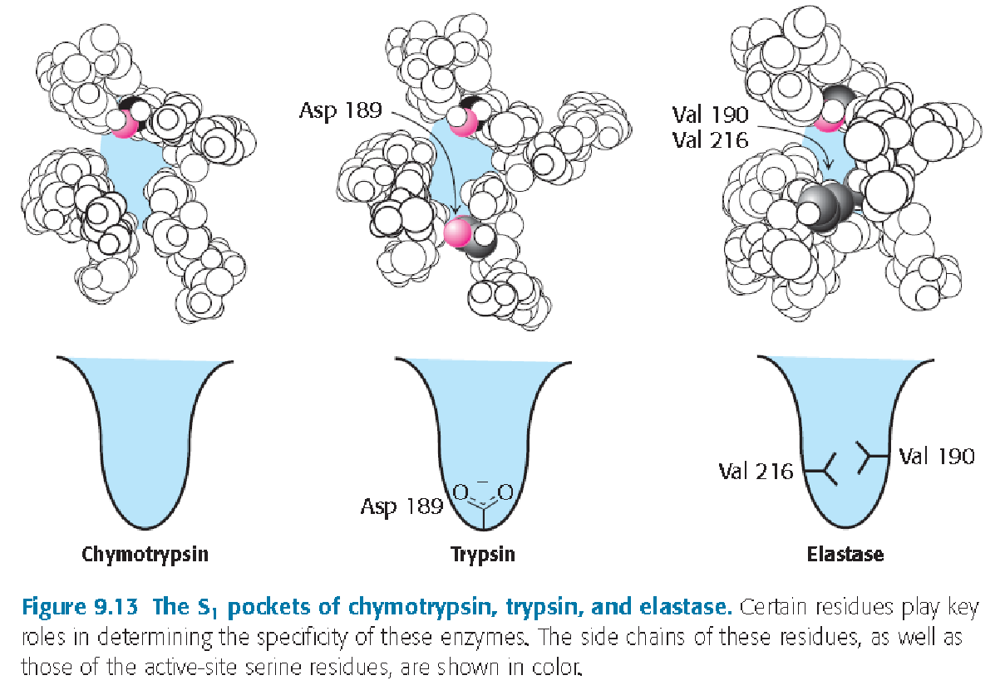 Asp 189
Val 190
Val 216
Val 216
Val 190
Asp 189
O
−
O
Chymotrypsin
Trypsin
Elastase
Figure 9.13 The S₁ pockets of chymotrypsin, trypsin, and elastase. Certain residues play key
roles in determining the specificity of these enzymes. The side chains of these residues, as well as
those of the active-site serine residues, are shown in color.